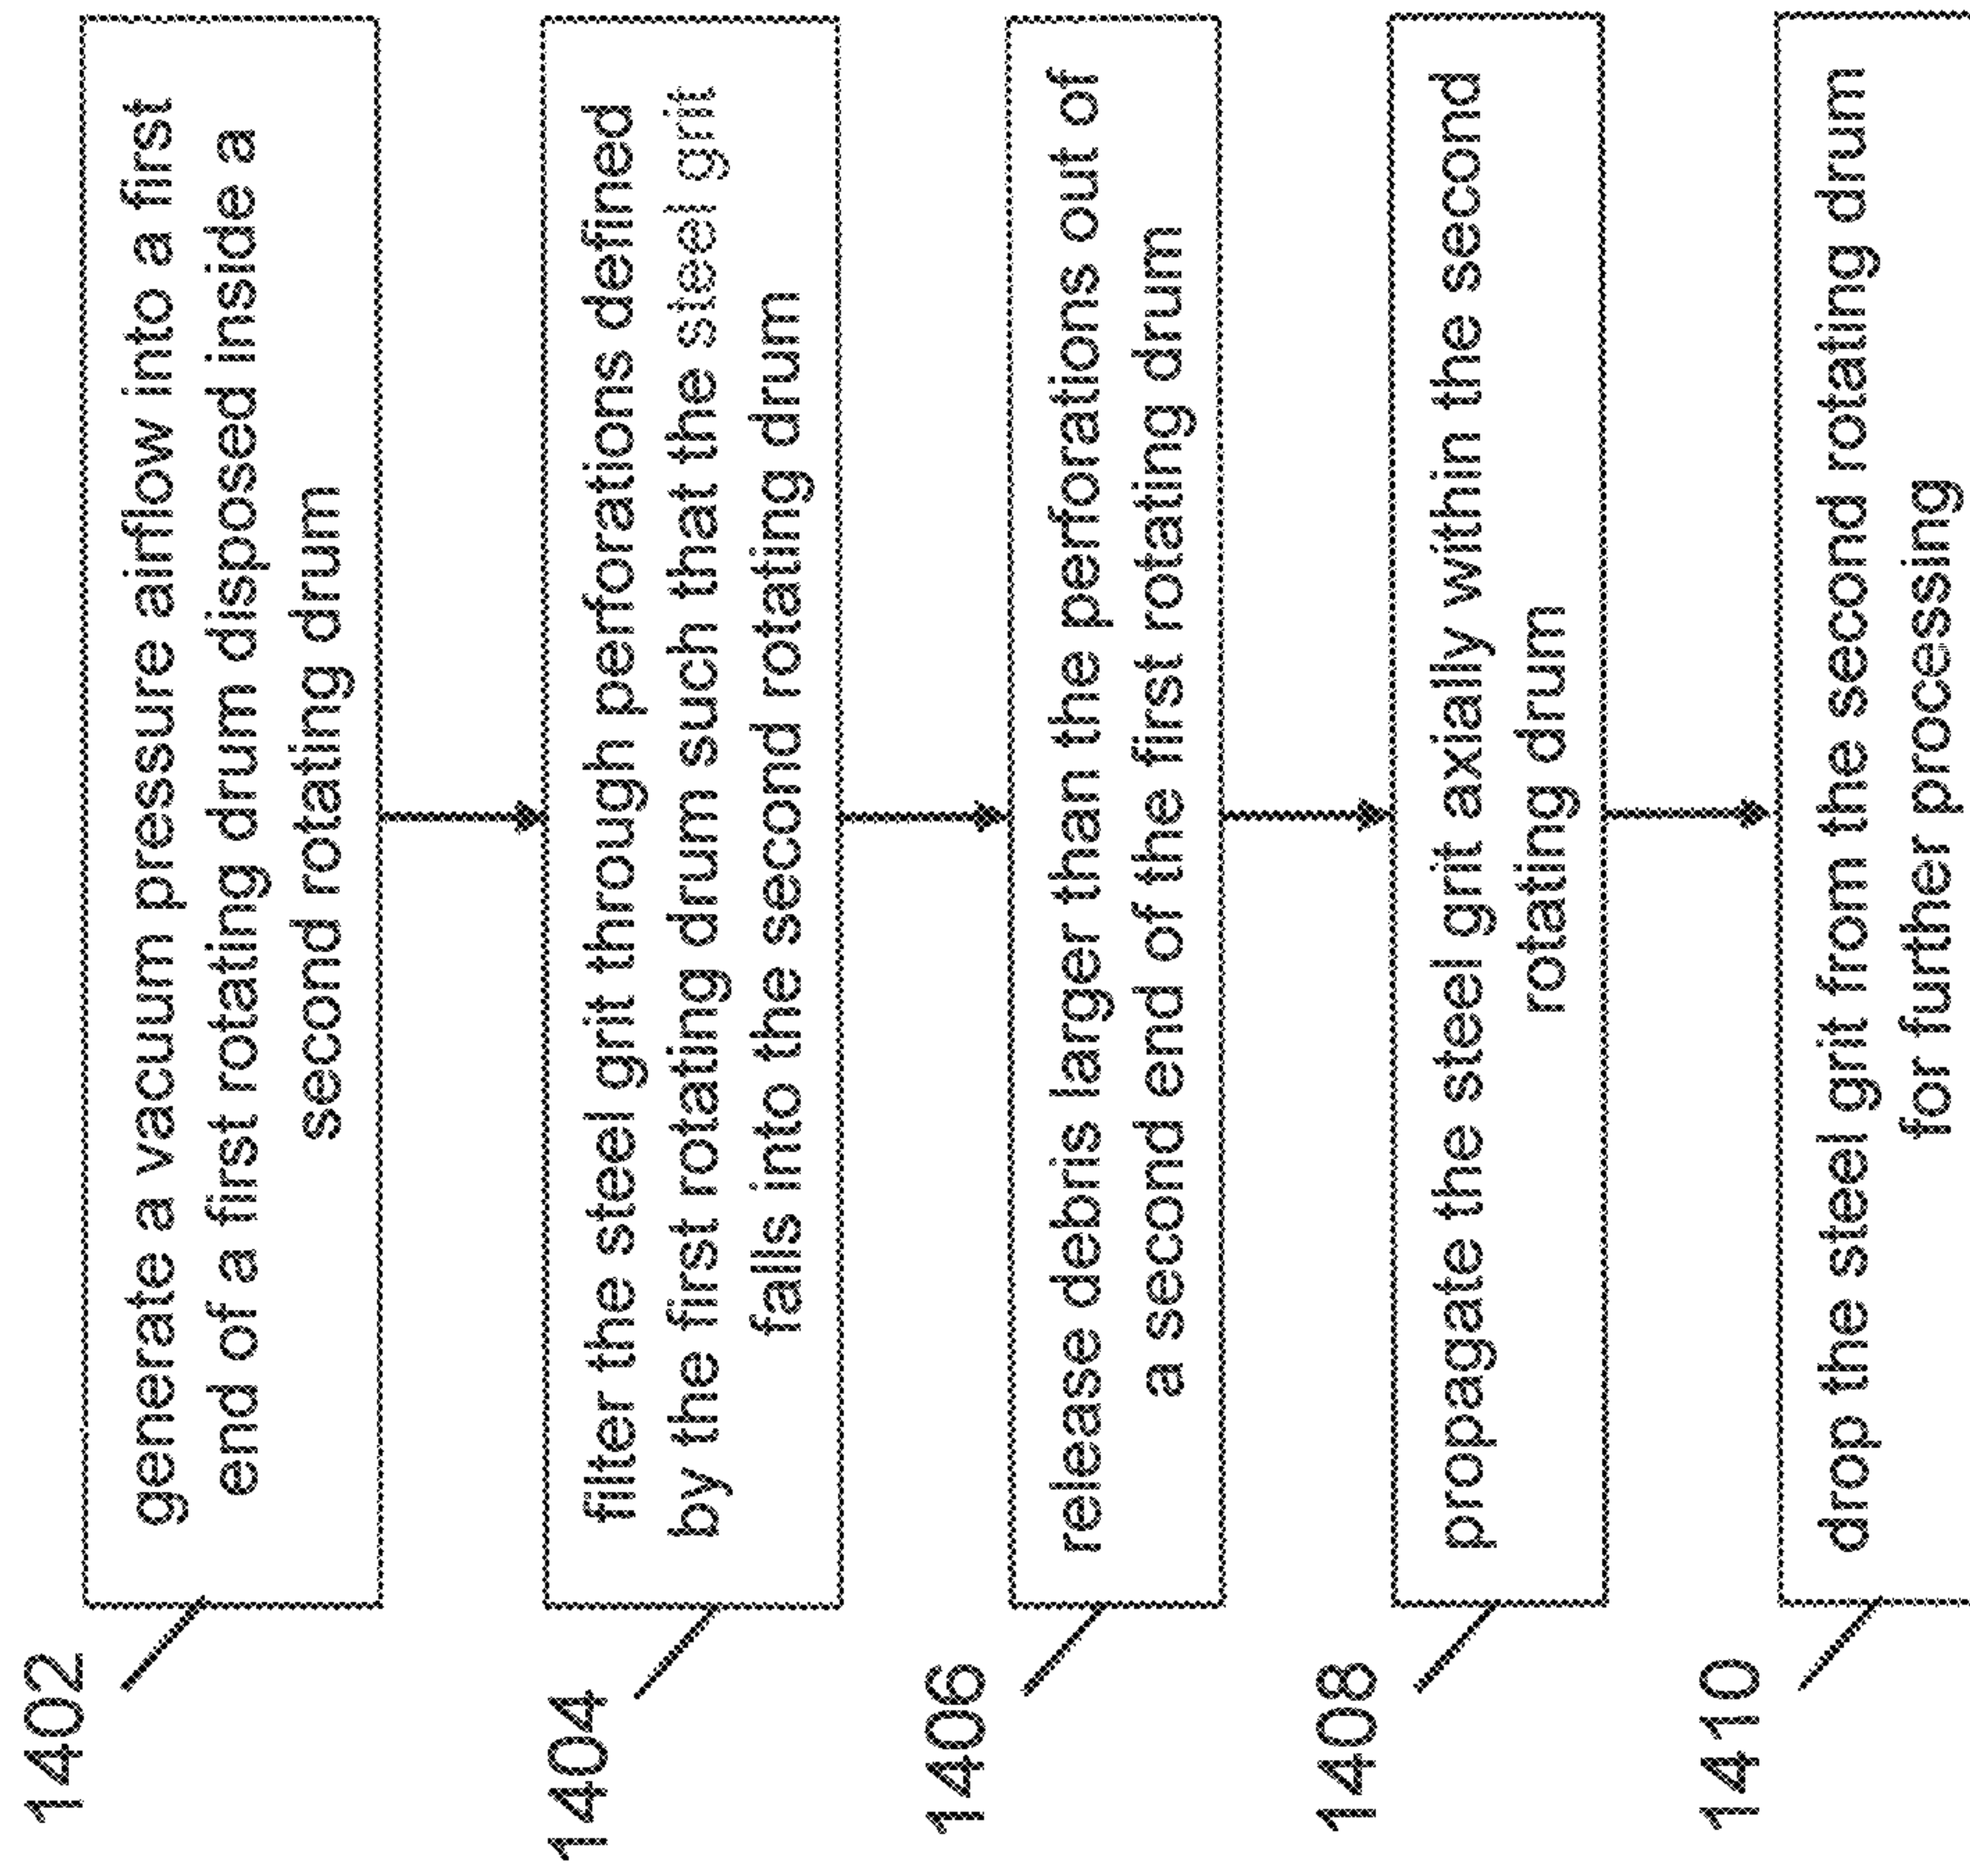 1402
generate a vacuum pressure airflow into a first
end of a first rotating drum disposed inside a
second rotating drum
1404
filter the steel grit through perforations defined
by the first rotating drum such that the steel grit
falls into the second rotating drum
1406
release debris larger than the perforations out of
a second end of the first rotating drum
1408
propagate the steel grit axially within the second
rotating drum
1410
drop the steel grit from the second rotating drum
for further processing